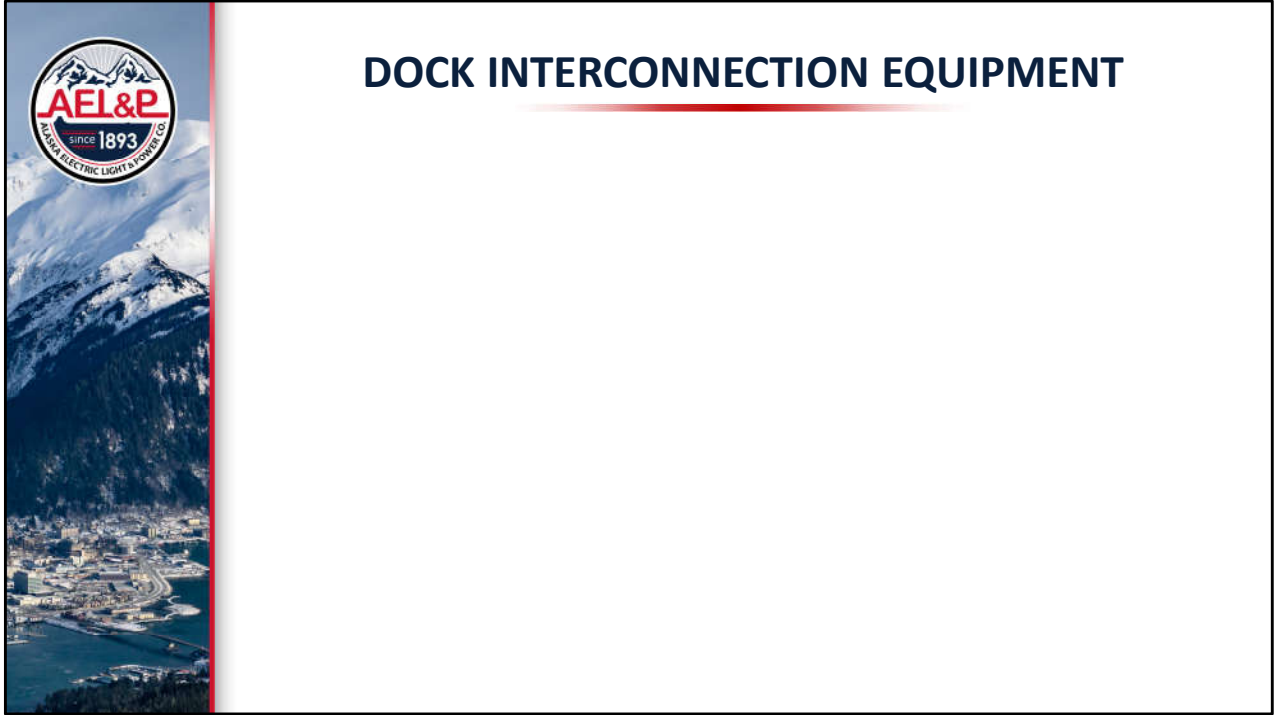 DOCK INTERCONNECTION EQUIPMENT
AEL&P
since 1893
ALASKA ELECTRIC LIGHT & POWER CO.